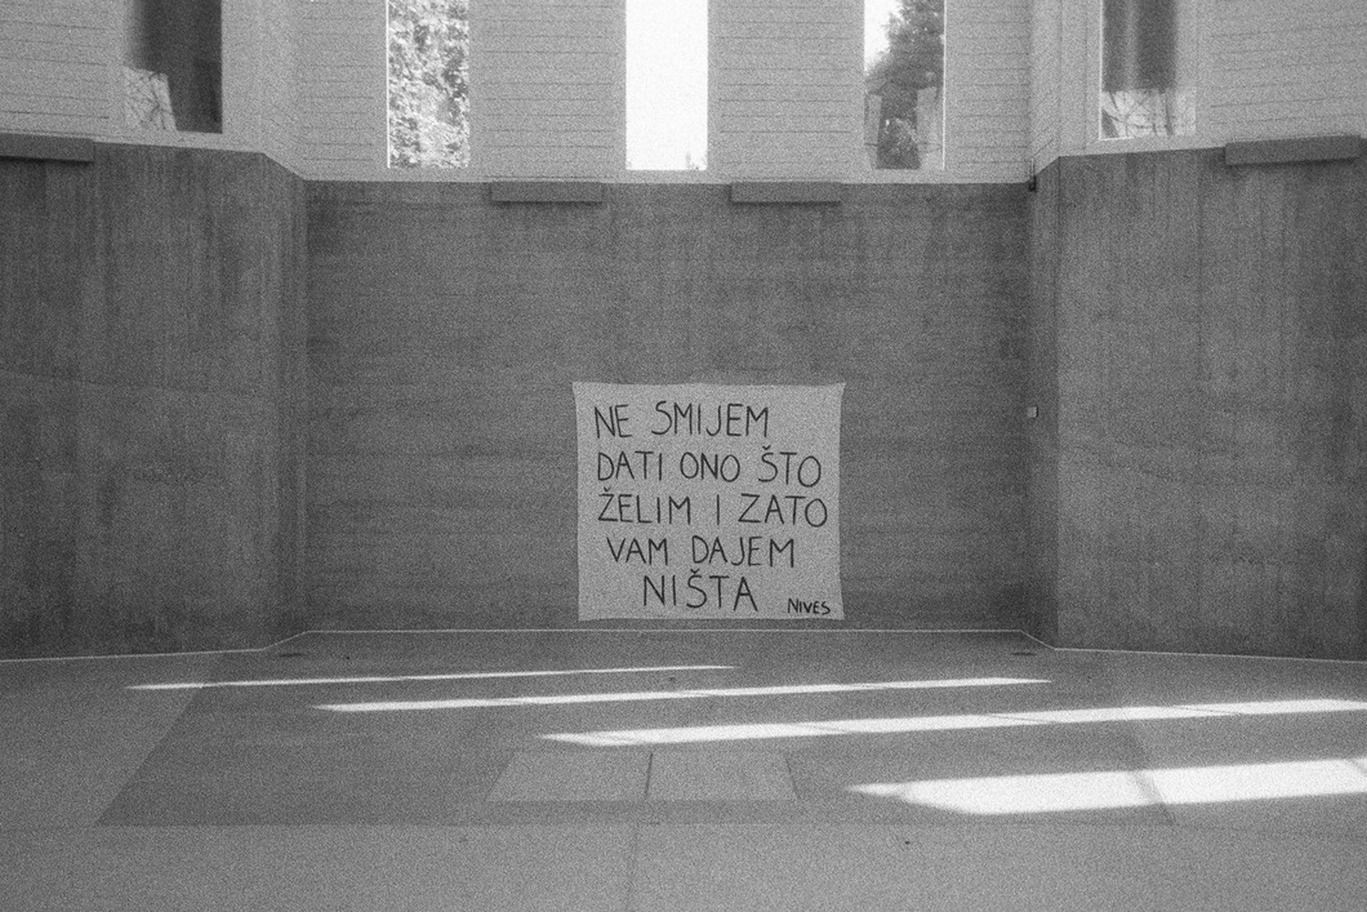 NE SMIJEM
DATI ONO ŠTO
ŽELIM I ZATO
VAM DAJEM
NIŠTA
NIVES